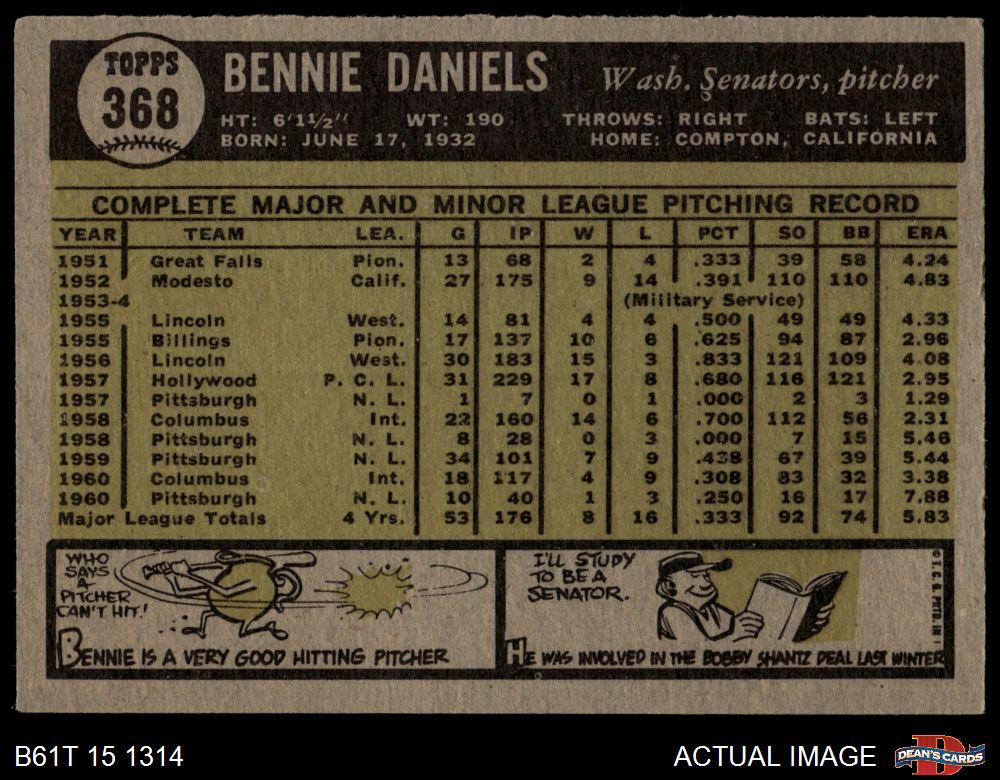 TOPPS
368
BENNIE DANIELS Wash. Senators, pitcher
HT: 6'1½" WT: 190 THROWS: RIGHT BATS: LEFT
BORN: JUNE 17, 1932 HOME: COMPTON, CALIFORNIA
COMPLETE MAJOR AND MINOR LEAGUE PITCHING RECORD
YEAR TEAM LEA. G IP W L PCT SO BB ERA
1951 Great Falls Pion. 13 68 2 4 .333 39 58 4.24
1952 Modesto Calif. 27 175 9 14 .391 110 110 4.83
1953-4 (Military Service)
1955 Lincoln West. 14 81 4 4 .500 49 49 4.33
1955 Billings Pion. 17 137 10 6 .625 94 87 2.96
1956 Lincoln West. 30 183 15 3 .833 121 109 4.08
1957 Hollywood P. C. L. 31 229 17 8 .680 116 121 2.95
1957 Pittsburgh N. L. 1 7 0 1 .000 2 3 1.29
1958 Columbus Int. 22 160 14 6 .700 112 56 2.31
1958 Pittsburgh N. L. 8 28 0 3 .000 7 15 5.46
1959 Pittsburgh N. L. 34 101 7 9 .438 67 39 5.44
1960 Columbus Int. 18 117 4 9 .308 83 32 3.38
1960 Pittsburgh N. L. 10 40 1 3 .250 16 17 7.88
Major League Totals 4 Yrs. 53 176 8 16 .333 92 74 5.83
WHO
SAYS
A
PITCHER
CAN'T HIT!
BENNIE IS A VERY GOOD HITTING PITCHER
I'LL STUDY
TO BE A
SENATOR.
HE WAS INVOLVED IN THE BOBBY SHANTZ DEAL LAST WINTER
© T. C. G. PRTD. IN
B61T 15 1314 ACTUAL IMAGE
DEAN'S CARDS